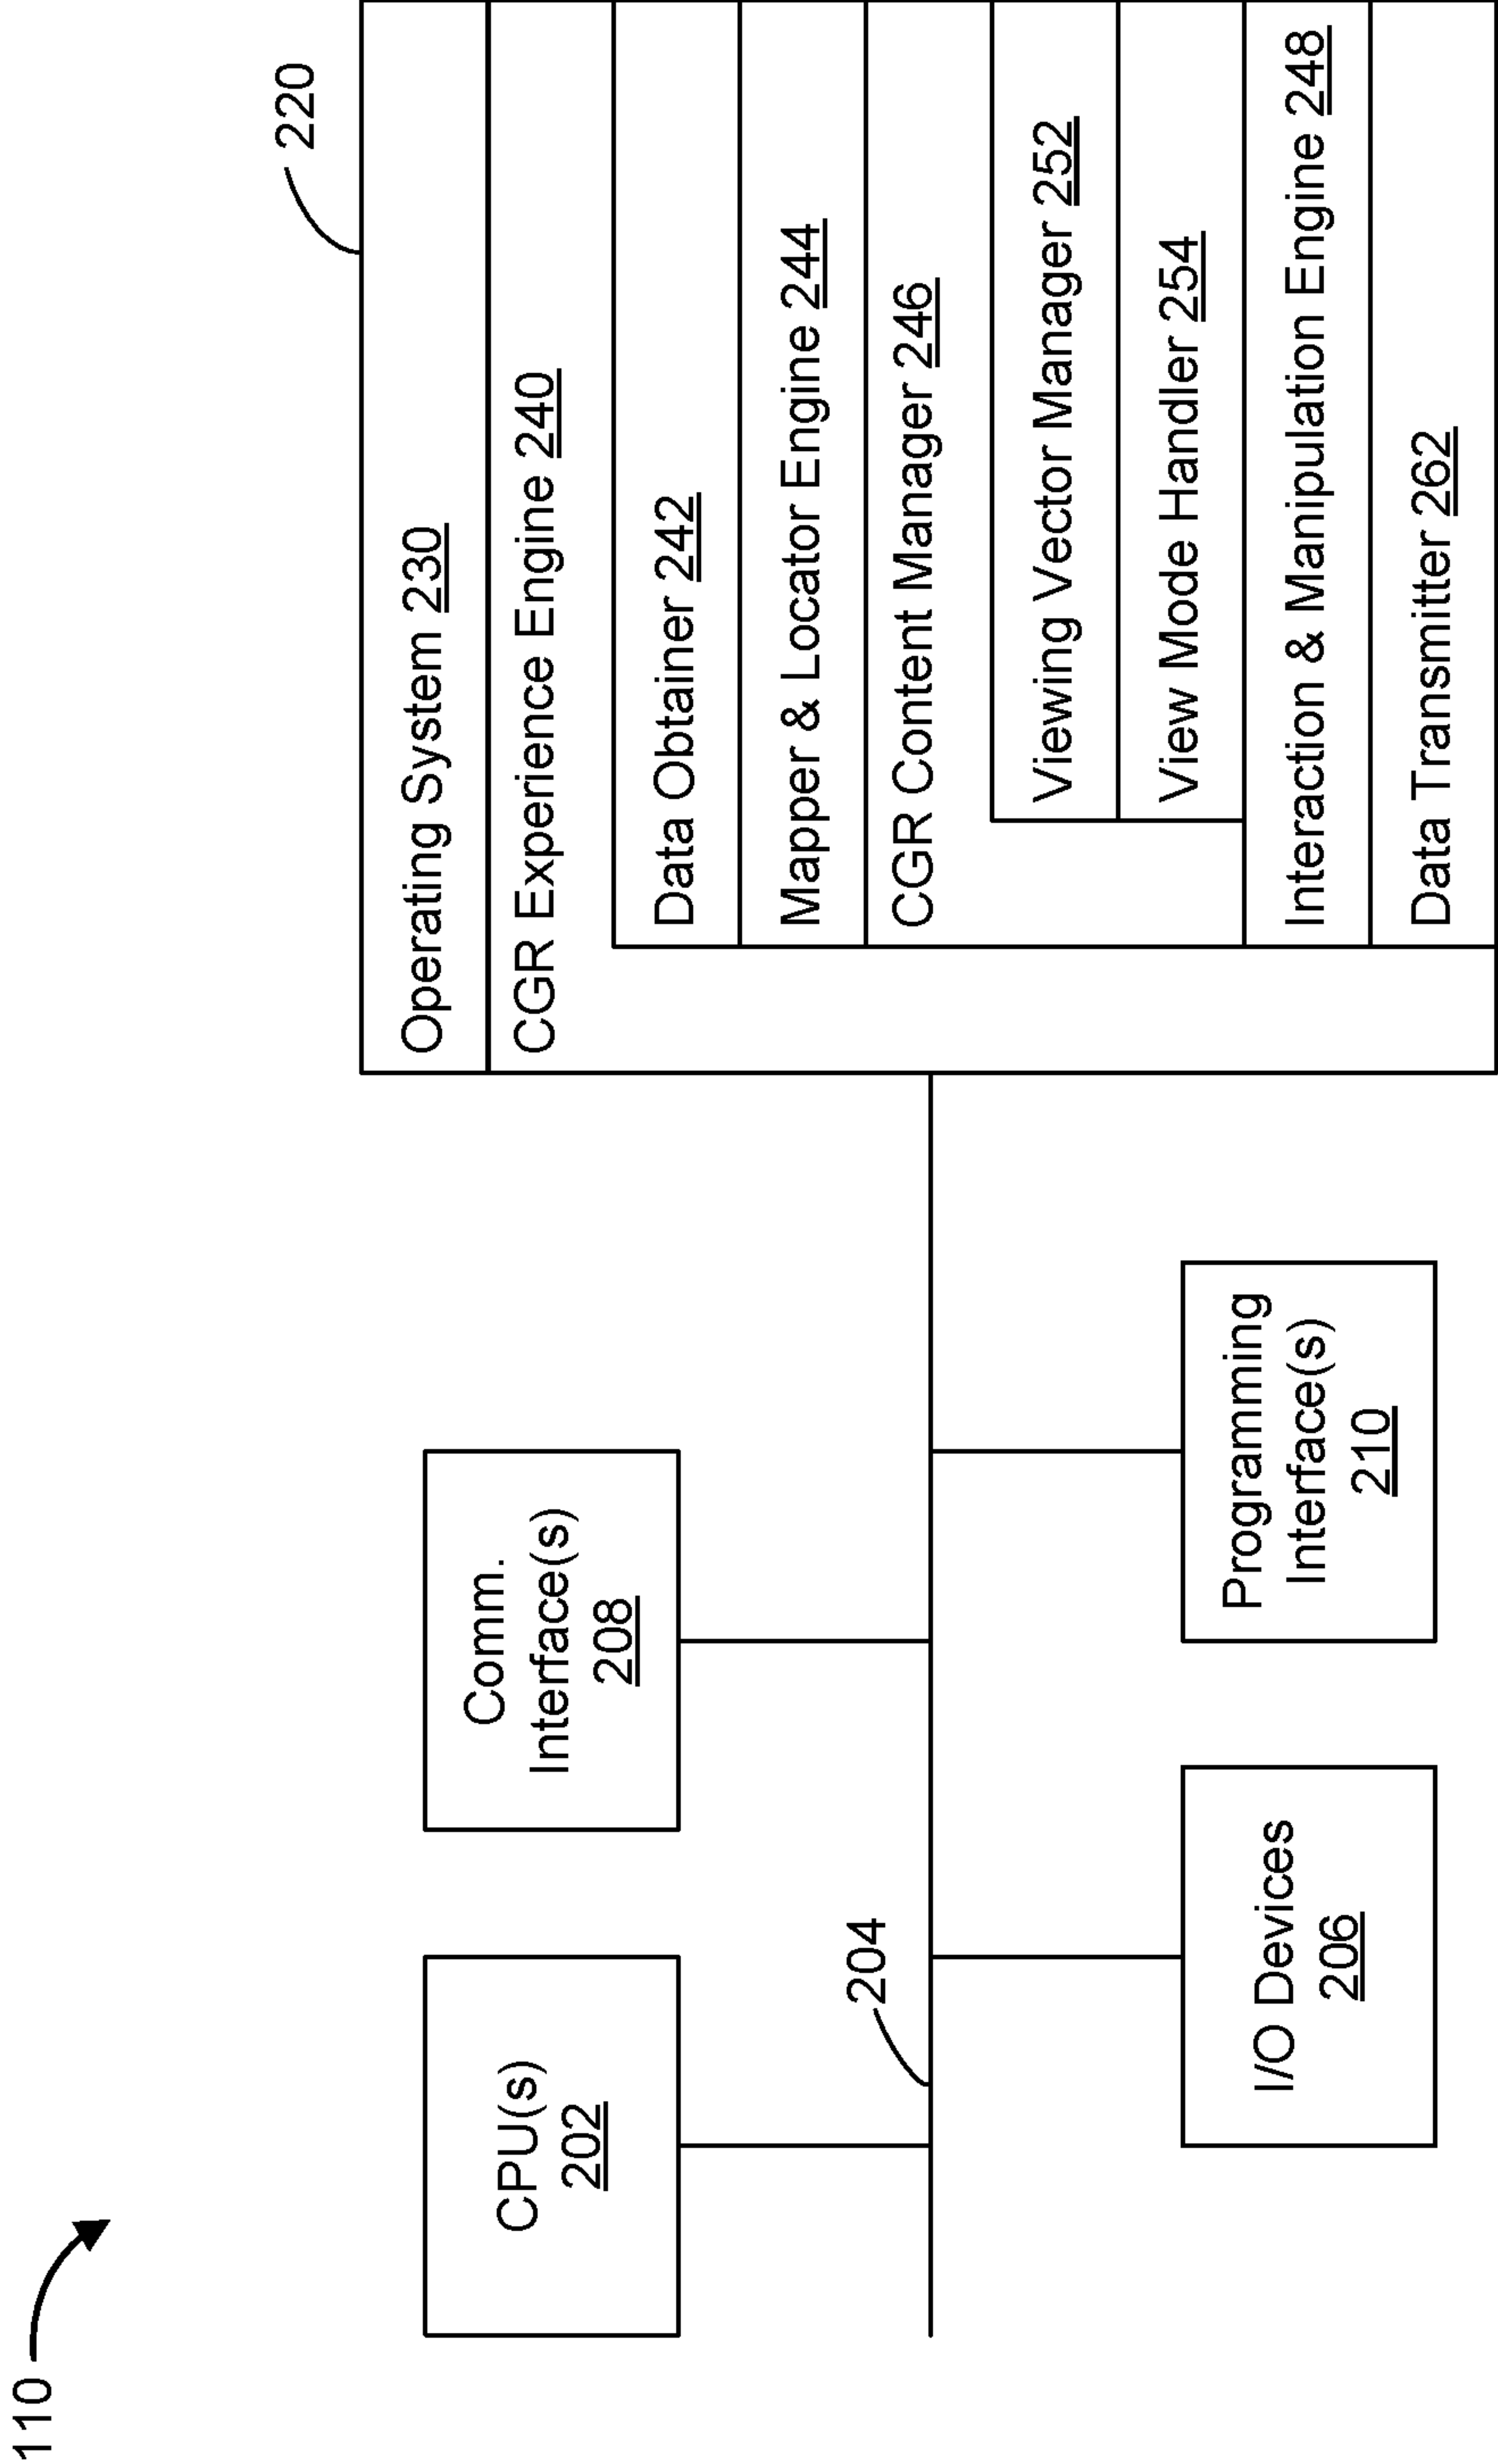 110
CPU(s)
202
Comm.
Interface(s)
208
204
I/O Devices
206
Programming
Interface(s)
210
220
Operating System 230
CGR Experience Engine 240
Data Obtainer 242
Mapper & Locator Engine 244
CGR Content Manager 246
Viewing Vector Manager 252
View Mode Handler 254
Interaction & Manipulation Engine 248
Data Transmitter 262